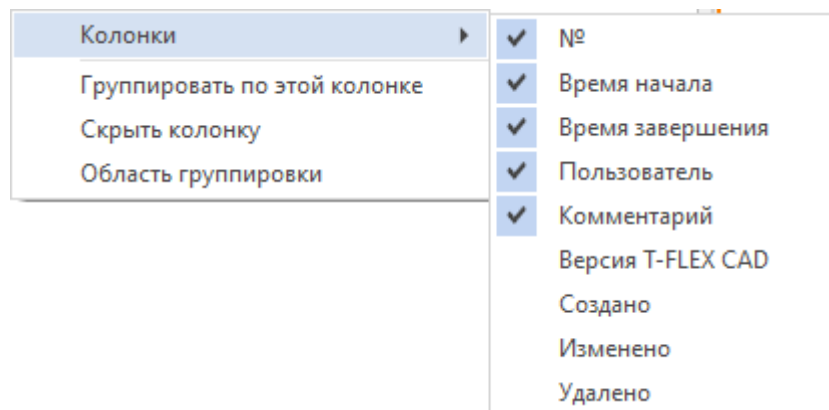 Колонки
Группировать по этой колонке
Скрыть колонку
Область группировки
№
Время начала
Время завершения
Пользователь
Комментарий
Версия T-FLEX CAD
Создано
Изменено
Удалено